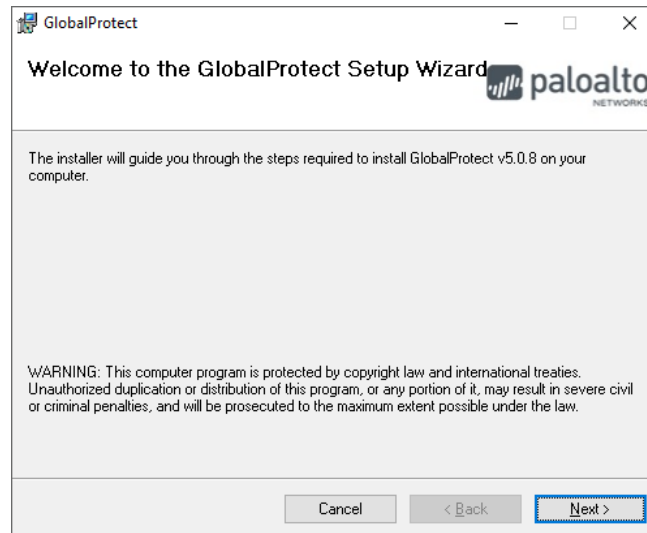 GlobalProtect
Welcome to the GlobalProtect Setup Wizard
paloalto
NETWORKS
The installer will guide you through the steps required to install GlobalProtect v5.0.8 on your
computer.
WARNING: This computer program is protected by copyright law and international treaties.
Unauthorized duplication or distribution of this program, or any portion of it, may result in severe civil
or criminal penalties, and will be prosecuted to the maximum extent possible under the law.
Cancel
< Back
Next >